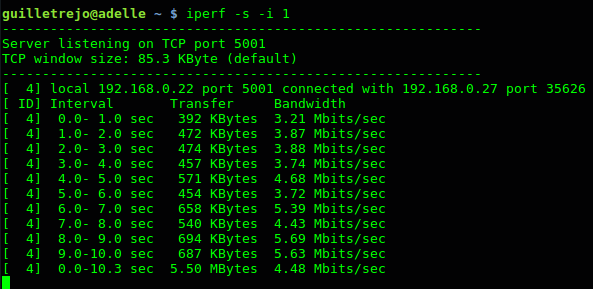 guilletrejo@adelle ~ $ iperf -s -i 1
------------------------------------------------------------
Server listening on TCP port 5001
TCP window size: 85.3 KByte (default)
------------------------------------------------------------
[  4] local 192.168.0.22 port 5001 connected with 192.168.0.27 port 35626
[ ID] Interval       Transfer     Bandwidth
[  4]  0.0- 1.0 sec   392 KBytes  3.21 Mbits/sec
[  4]  1.0- 2.0 sec   472 KBytes  3.87 Mbits/sec
[  4]  2.0- 3.0 sec   474 KBytes  3.88 Mbits/sec
[  4]  3.0- 4.0 sec   457 KBytes  3.74 Mbits/sec
[  4]  4.0- 5.0 sec   571 KBytes  4.68 Mbits/sec
[  4]  5.0- 6.0 sec   454 KBytes  3.72 Mbits/sec
[  4]  6.0- 7.0 sec   658 KBytes  5.39 Mbits/sec
[  4]  7.0- 8.0 sec   540 KBytes  4.43 Mbits/sec
[  4]  8.0- 9.0 sec   694 KBytes  5.69 Mbits/sec
[  4]  9.0-10.0 sec   687 KBytes  5.63 Mbits/sec
[  4]  0.0-10.3 sec  5.50 MBytes  4.48 Mbits/sec